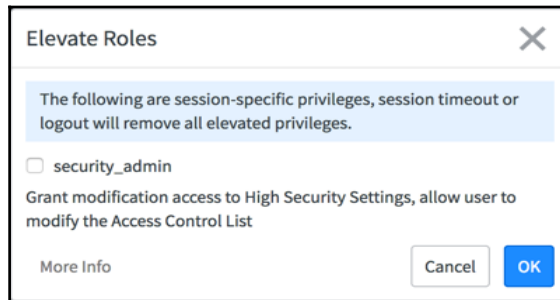 Elevate Roles
The following are session-specific privileges, session timeout or
logout will remove all elevated privileges.
security_admin
Grant modification access to High Security Settings, allow user to
modify the Access Control List
More Info
Cancel
OK